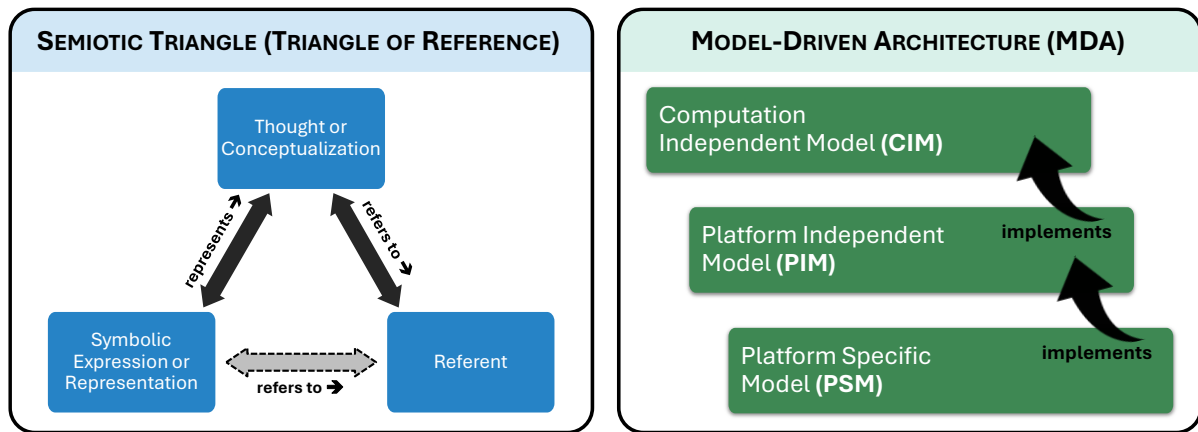 SEMIOTIC TRIANGLE (TRIANGLE OF REFERENCE)
Thought or
Conceptualization
represents ➔
refers to ➔
Symbolic
Expression or
Representation
refers to ➔
Referent
MODEL-DRIVEN ARCHITECTURE (MDA)
Computation
Independent Model (CIM)
Platform Independent
Model (PIM)
implements
Platform Specific
Model (PSM)
implements